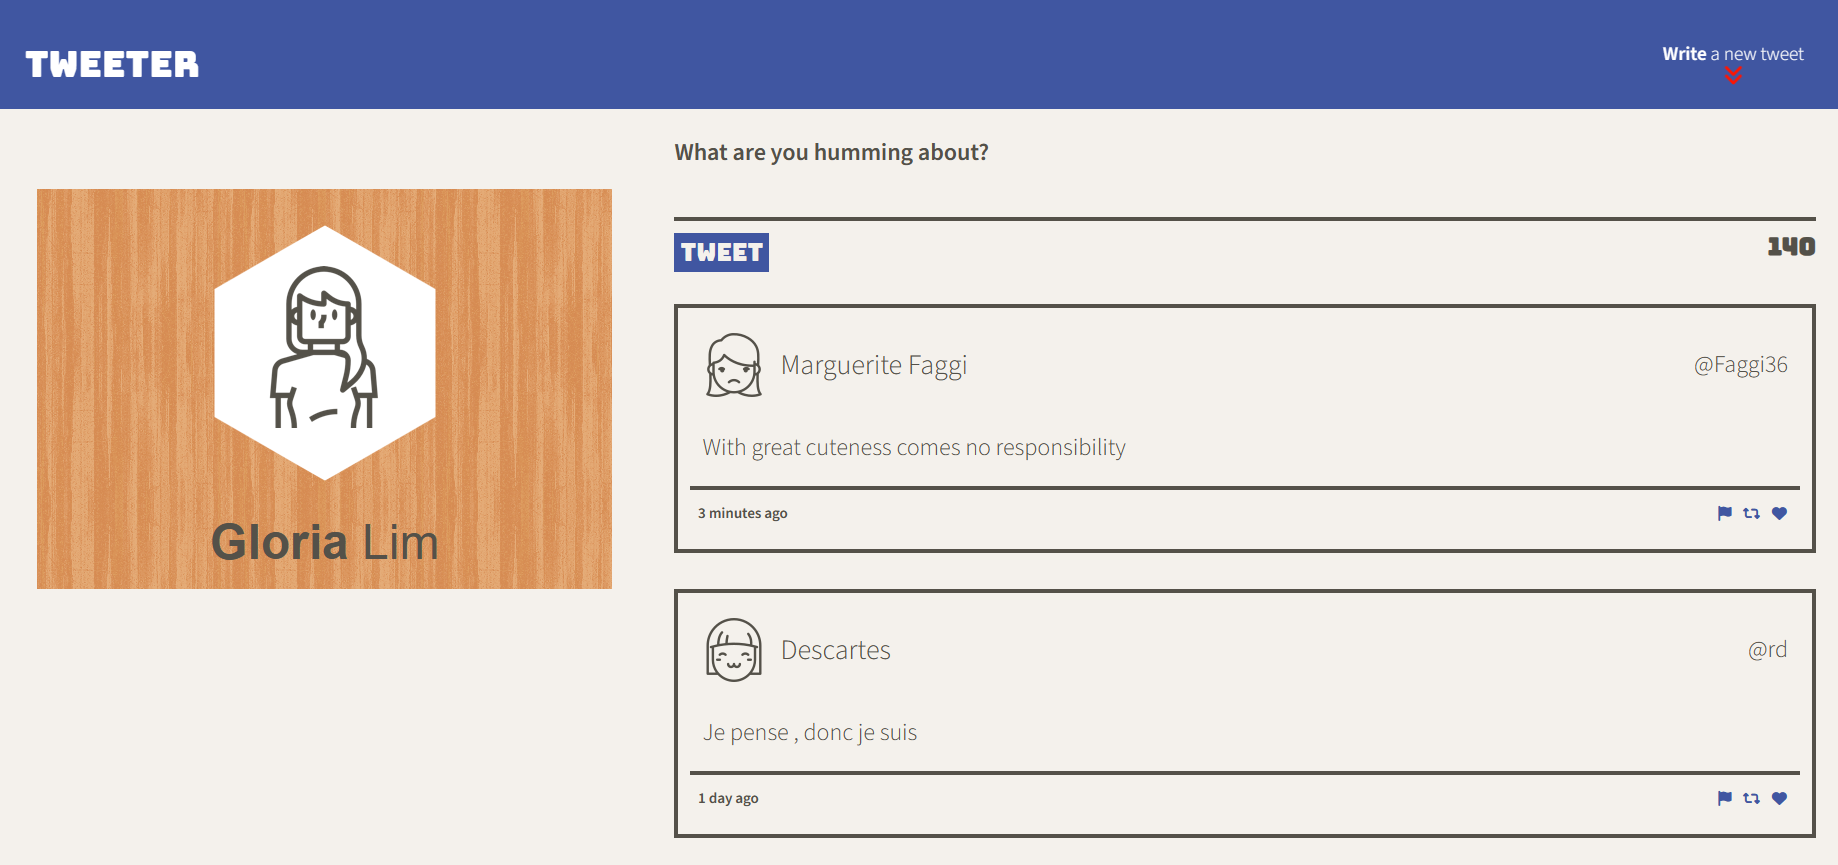 TWEETER
Write a new tweet
What are you humming about?
TWEET
140
Gloria Lim
Marguerite Faggi
@Faggi36
With great cuteness comes no responsibility
3 minutes ago
Descartes
@rd
Je pense , donc je suis
1 day ago